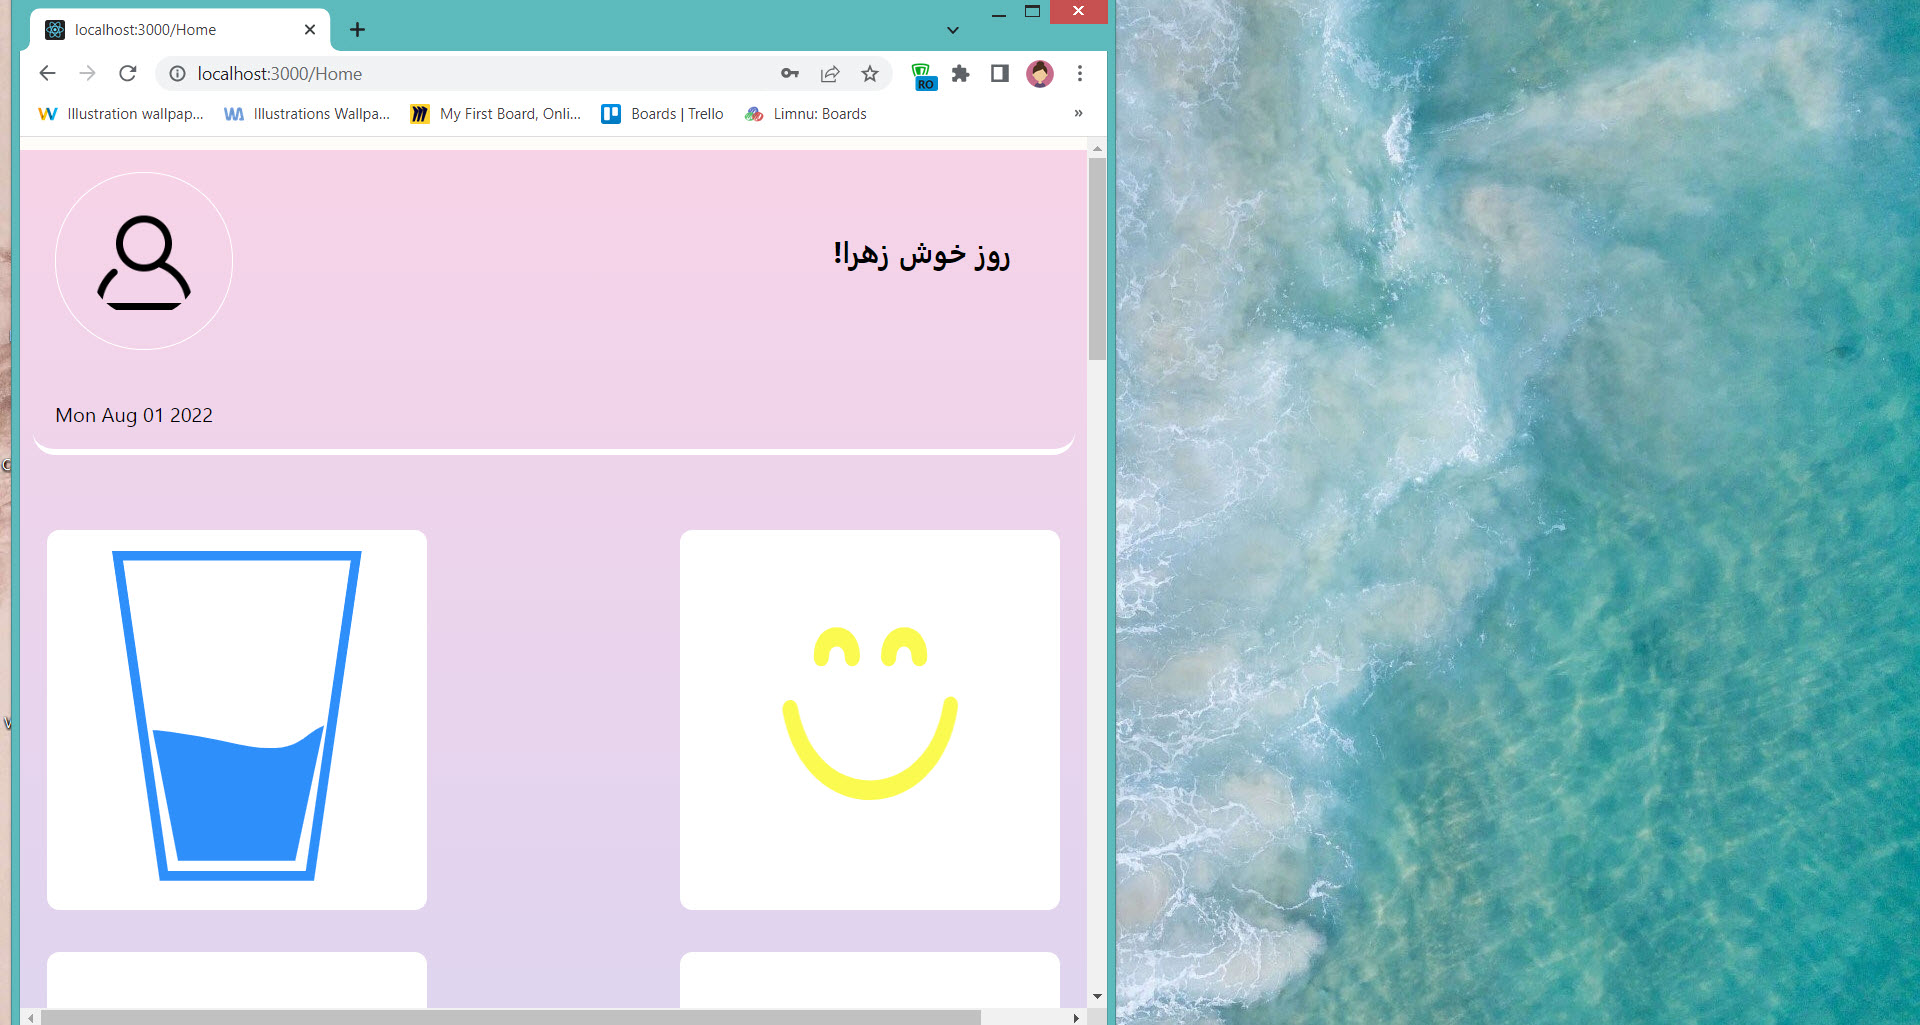 localhost:3000/Home
localhost:3000/Home
RO
Illustration wallpap...
Illustrations Wallpa...
My First Board, Onli...
Boards | Trello
Limnu: Boards
»
روز خوش زهرا!
Mon Aug 01 2022